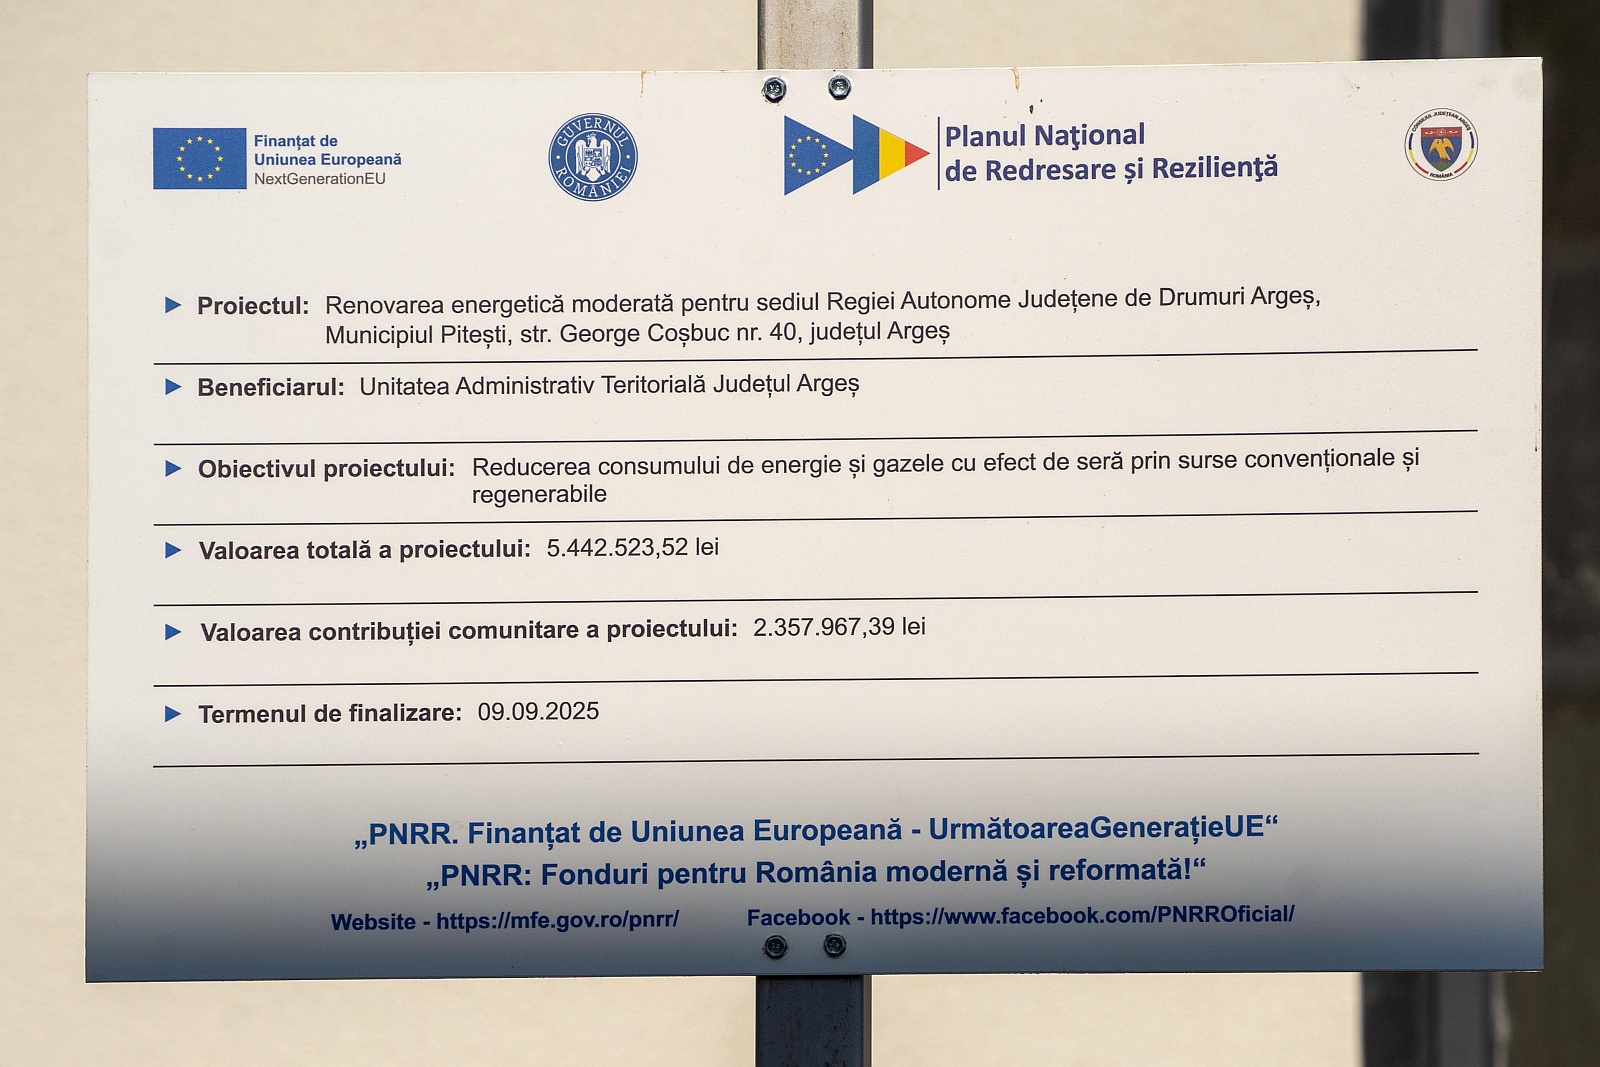 Finanțat de
Uniunea Europeană
NextGenerationEU
GUVERNUL
ROMÂNIEI
Planul Naţional
de Redresare și Rezilienţă
CONSILIUL JUDEȚEAN ARGEȘ
ROMÂNIA
Proiectul: Renovarea energetică moderată pentru sediul Regiei Autonome Județene de Drumuri Argeș,
Municipiul Pitești, str. George Coșbuc nr. 40, județul Argeș
Beneficiarul: Unitatea Administrativ Teritorială Județul Argeș
Obiectivul proiectului: Reducerea consumului de energie și gazele cu efect de seră prin surse convenționale și
regenerabile
Valoarea totală a proiectului: 5.442.523,52 lei
Valoarea contribuției comunitare a proiectului: 2.357.967,39 lei
Termenul de finalizare: 09.09.2025
„PNRR. Finanțat de Uniunea Europeană - UrmătoareaGenerațieUE“
„PNRR: Fonduri pentru România modernă și reformată!“
Website - https://mfe.gov.ro/pnrr/ Facebook - https://www.facebook.com/PNRROficial/